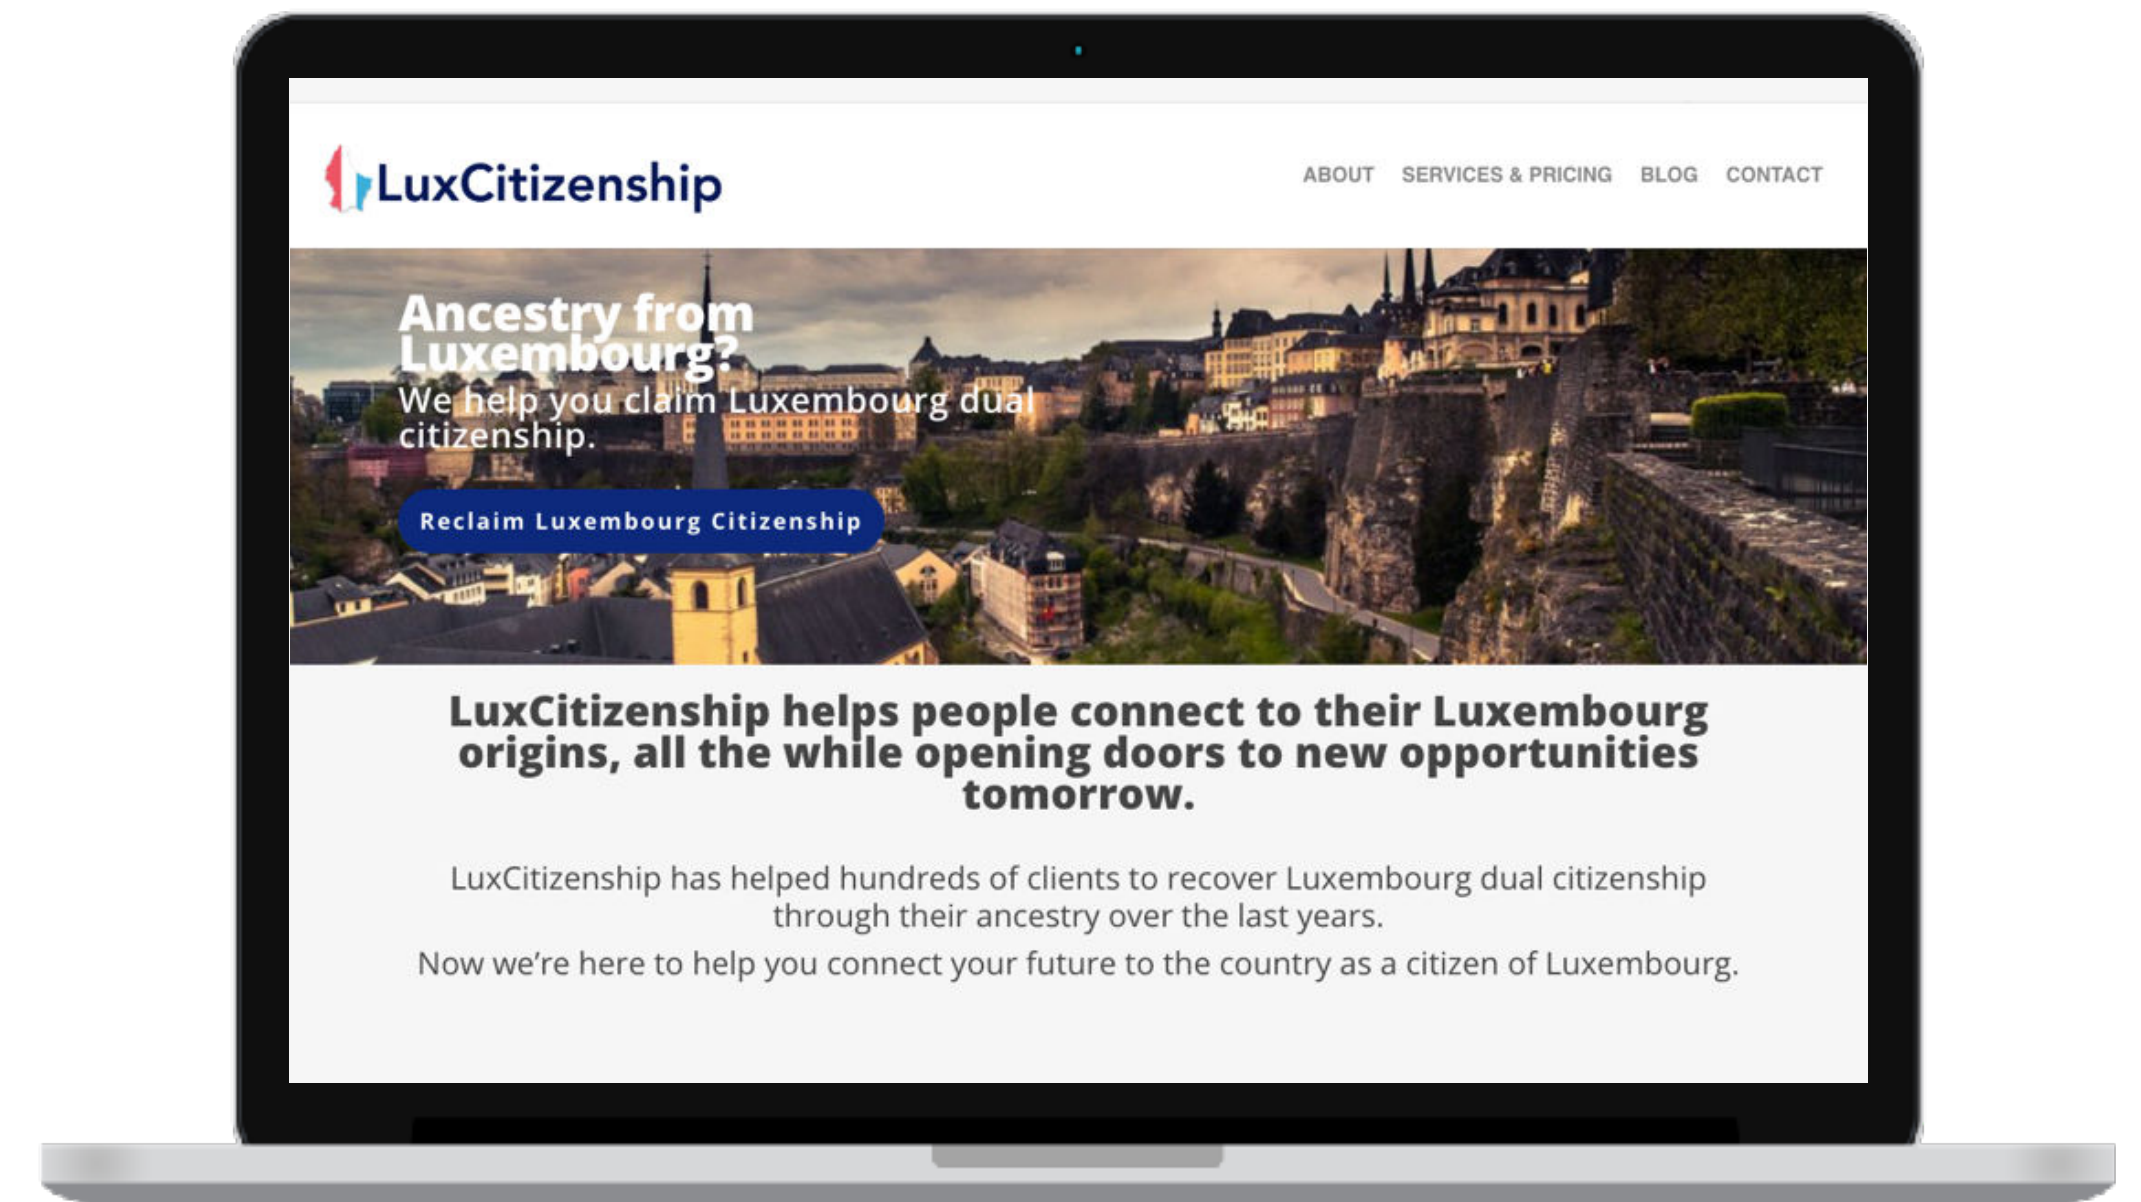 LuxCitizenship
ABOUT SERVICES & PRICING BLOG CONTACT
Ancestry from
Luxembourg?
We help you claim Luxembourg dual
citizenship.
Reclaim Luxembourg Citizenship
LuxCitizenship helps people connect to their Luxembourg
origins, all the while opening doors to new opportunities
tomorrow.
LuxCitizenship has helped hundreds of clients to recover Luxembourg dual citizenship
through their ancestry over the last years.
Now we’re here to help you connect your future to the country as a citizen of Luxembourg.